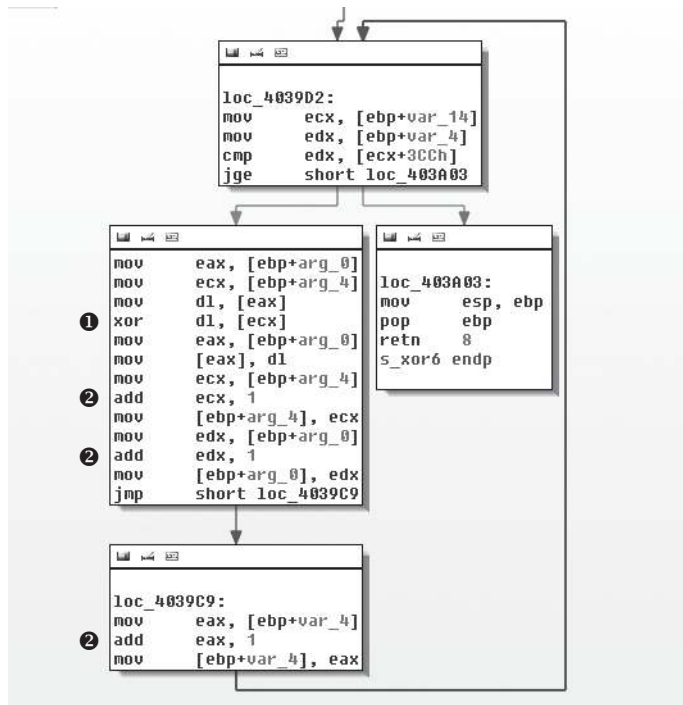 loc_4039D2:
mov ecx, [ebp+var_14]
mov edx, [ebp+var_4]
cmp edx, [ecx+3CCh]
jge short loc_403A03
mov eax, [ebp+arg_0]
mov ecx, [ebp+arg_4]
mov dl, [eax]
❶ xor dl, [ecx]
mov eax, [ebp+arg_0]
mov [eax], dl
mov ecx, [ebp+arg_4]
❷ add ecx, 1
mov [ebp+arg_4], ecx
mov edx, [ebp+arg_0]
❷ add edx, 1
mov [ebp+arg_0], edx
jmp short loc_4039C9
loc_403A03:
mov esp, ebp
pop ebp
retn 8
s_xor6 endp
loc_4039C9:
mov eax, [ebp+var_4]
❷ add eax, 1
mov [ebp+var_4], eax